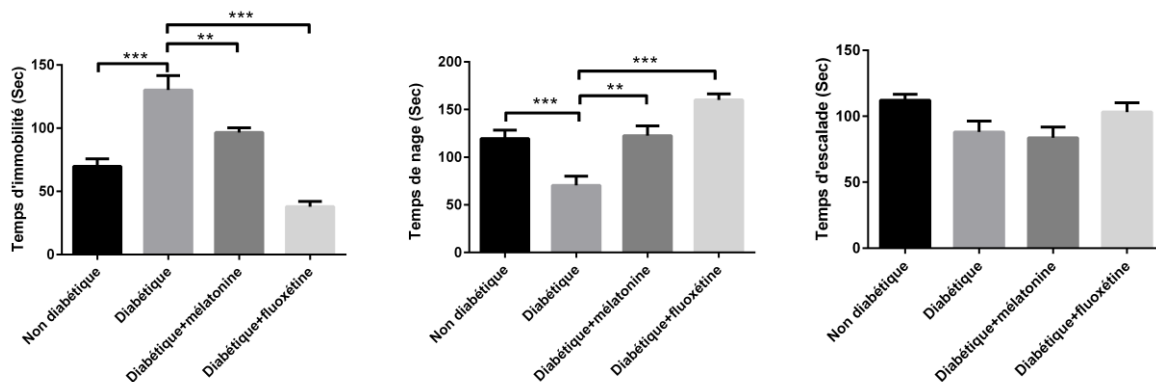 ***
**
***
150
100
50
0
Temps d'immobilité (Sec)
Non diabétique
Diabétique
Diabétique+mélatonine
Diabétique+fluoxétine
***
**
***
200
150
100
50
0
Temps de nage (Sec)
Non diabétique
Diabétique
Diabétique+mélatonine
Diabétique+fluoxétine
150
100
50
0
Temps d'escalade (Sec)
Non diabétique
Diabétique
Diabétique+mélatonine
Diabétique+fluoxétine